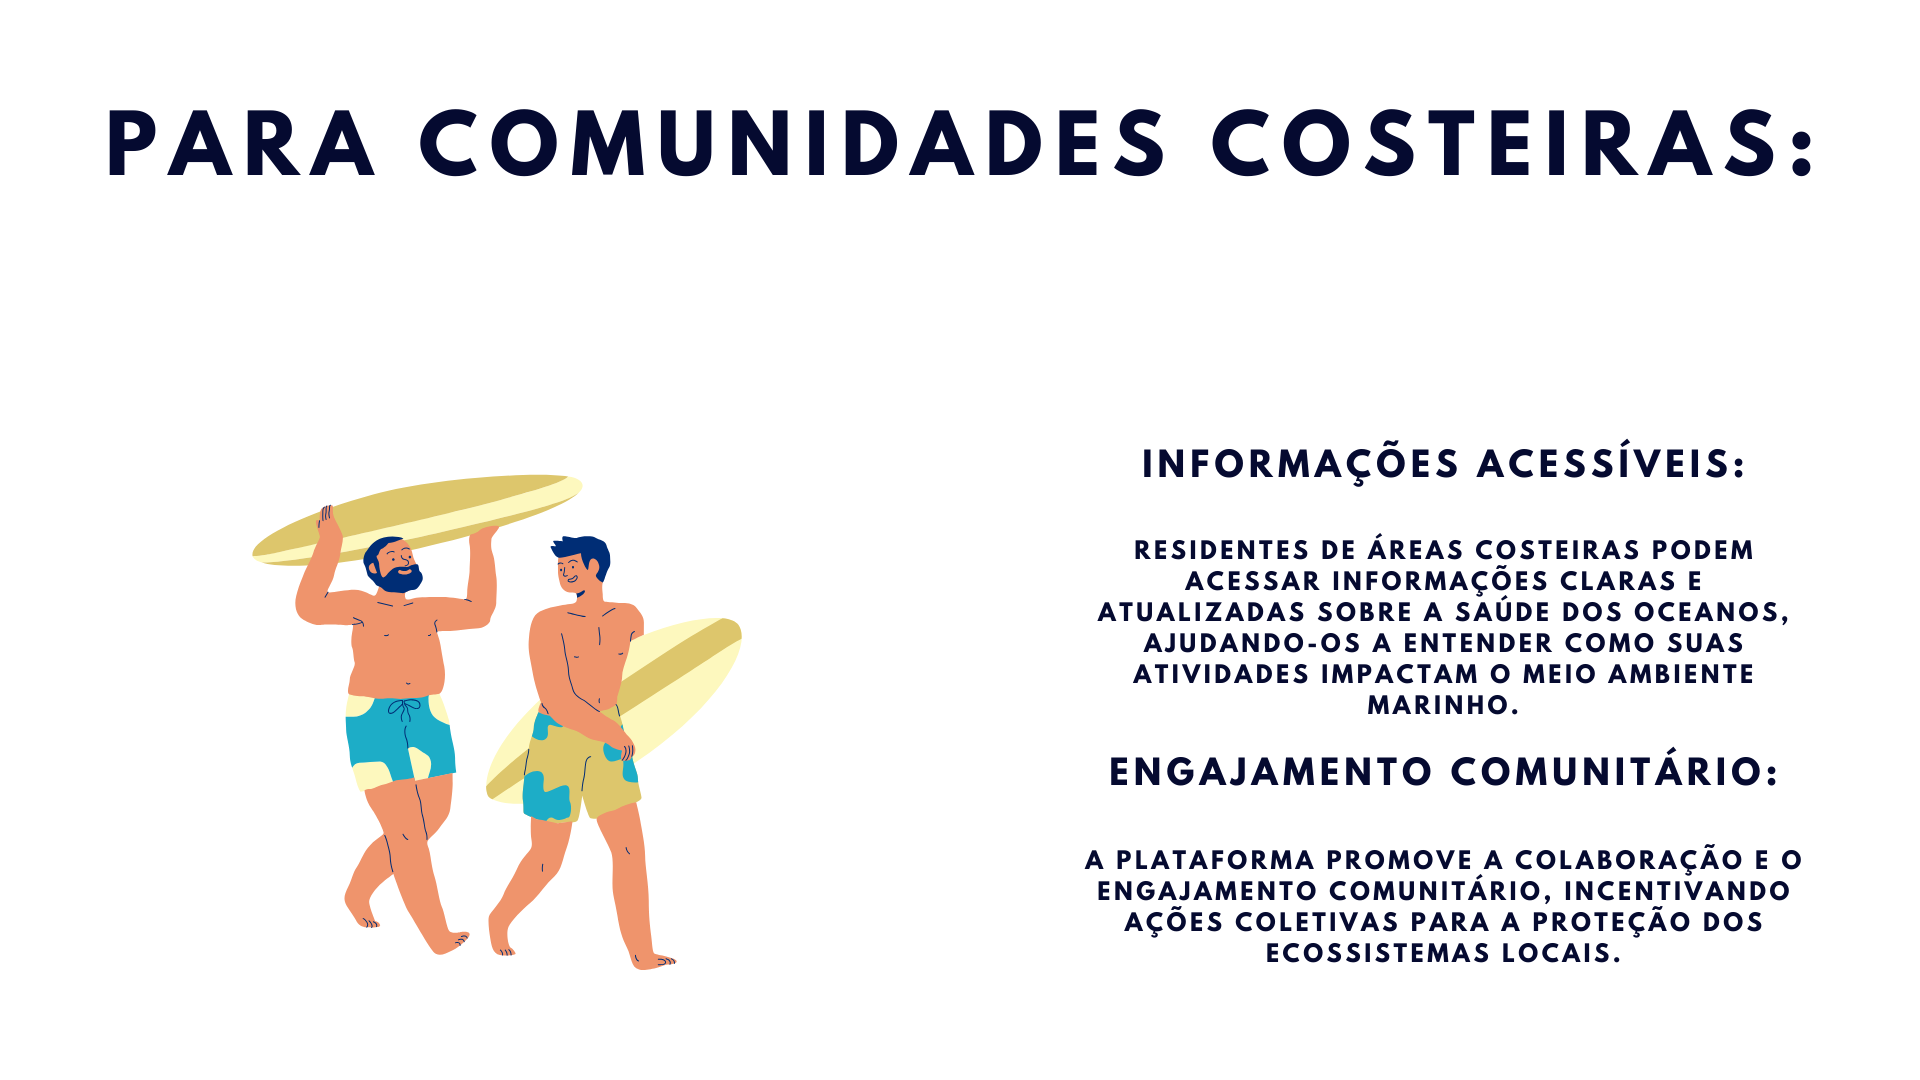 PARA COMUNIDADES COSTEIRAS:
INFORMAÇÕES ACESSÍVEIS:
RESIDENTES DE ÁREAS COSTEIRAS PODEM
ACESSAR INFORMAÇÕES CLARAS E
ATUALIZADAS SOBRE A SAÚDE DOS OCEANOS,
AJUDANDO-OS A ENTENDER COMO SUAS
ATIVIDADES IMPACTAM O MEIO AMBIENTE
MARINHO.
ENGAJAMENTO COMUNITÁRIO:
A PLATAFORMA PROMOVE A COLABORAÇÃO E O
ENGAJAMENTO COMUNITÁRIO, INCENTIVANDO
AÇÕES COLETIVAS PARA A PROTEÇÃO DOS
ECOSSISTEMAS LOCAIS.